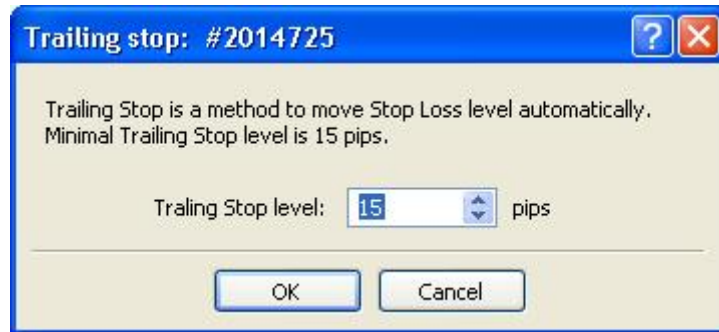 Trailing stop: #2014725
Trailing Stop is a method to move Stop Loss level automatically.
Minimal Trailing Stop level is 15 pips.
Traling Stop level: 15 pips
OK Cancel